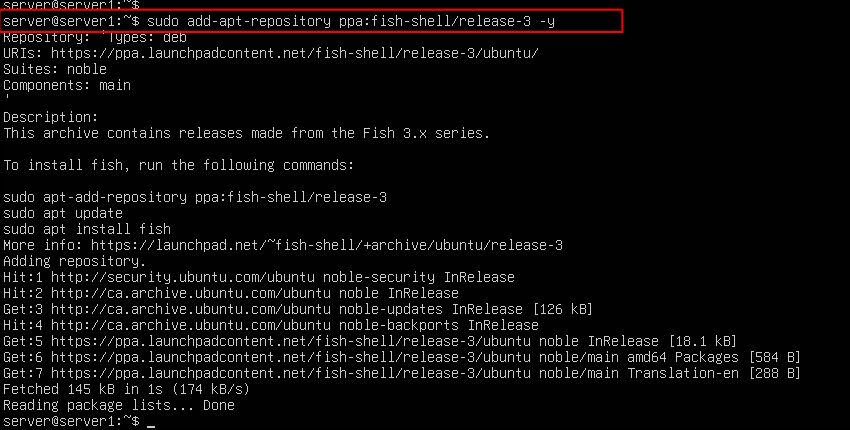 server@server1:~$
server@server1:~$ sudo add-apt-repository ppa:fish-shell/release-3 -y
Repository: 'Types: deb
URIs: https://ppa.launchpadcontent.net/fish-shell/release-3/ubuntu/
Suites: noble
Components: main
'
Description:
This archive contains releases made from the Fish 3.x series.
To install fish, run the following commands:
sudo apt-add-repository ppa:fish-shell/release-3
sudo apt update
sudo apt install fish
More info: https://launchpad.net/~fish-shell/+archive/ubuntu/release-3
Adding repository.
Hit:1 http://security.ubuntu.com/ubuntu noble-security InRelease
Hit:2 http://ca.archive.ubuntu.com/ubuntu noble InRelease
Get:3 http://ca.archive.ubuntu.com/ubuntu noble-updates InRelease [126 kB]
Hit:4 http://ca.archive.ubuntu.com/ubuntu noble-backports InRelease
Get:5 https://ppa.launchpadcontent.net/fish-shell/release-3/ubuntu noble InRelease [18.1 kB]
Get:6 https://ppa.launchpadcontent.net/fish-shell/release-3/ubuntu noble/main amd64 Packages [584 B]
Get:7 https://ppa.launchpadcontent.net/fish-shell/release-3/ubuntu noble/main Translation-en [288 B]
Fetched 145 kB in 1s (174 kB/s)
Reading package lists... Done
server@server1:~$ _